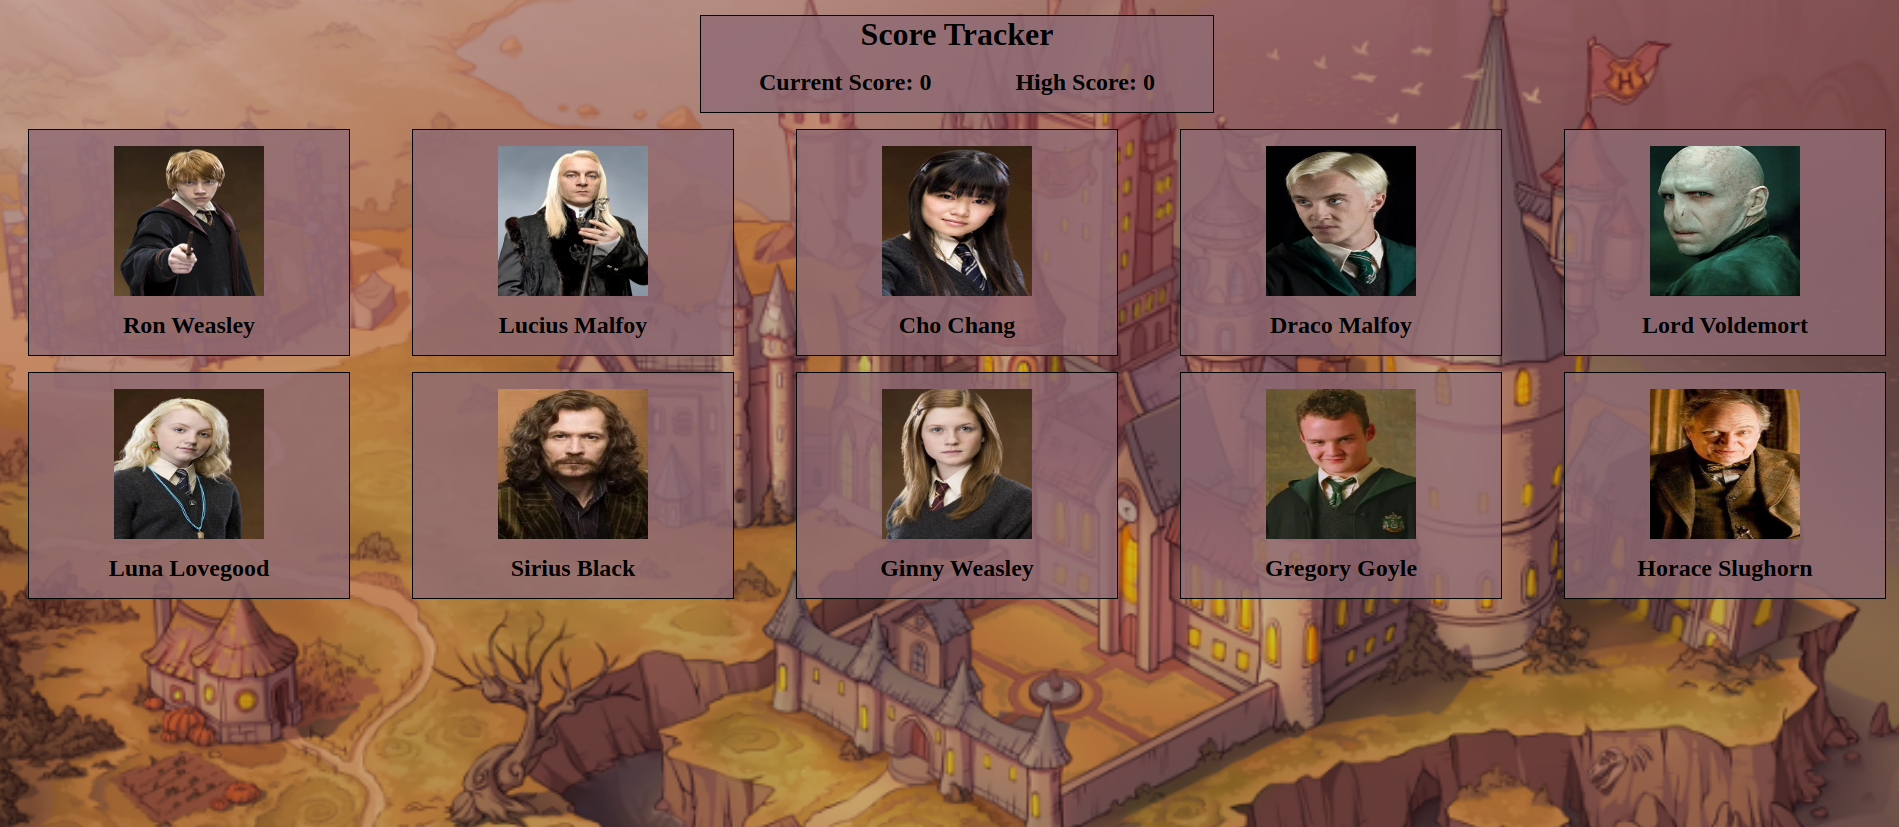 Score Tracker
Current Score: 0 High Score: 0
Ron Weasley
Lucius Malfoy
Cho Chang
Draco Malfoy
Lord Voldemort
Luna Lovegood
Sirius Black
Ginny Weasley
Gregory Goyle
Horace Slughorn
H